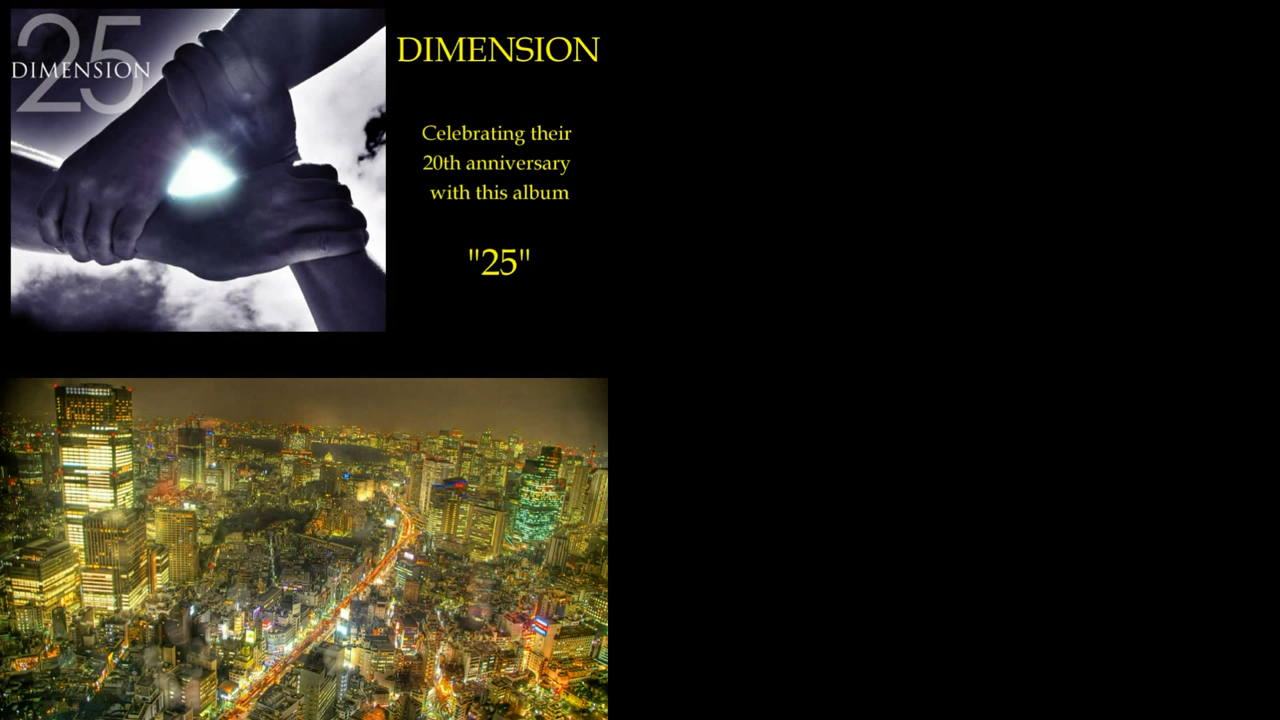 25
DIMENSION
DIMENSION
Celebrating their
20th anniversary
with this album
"25"